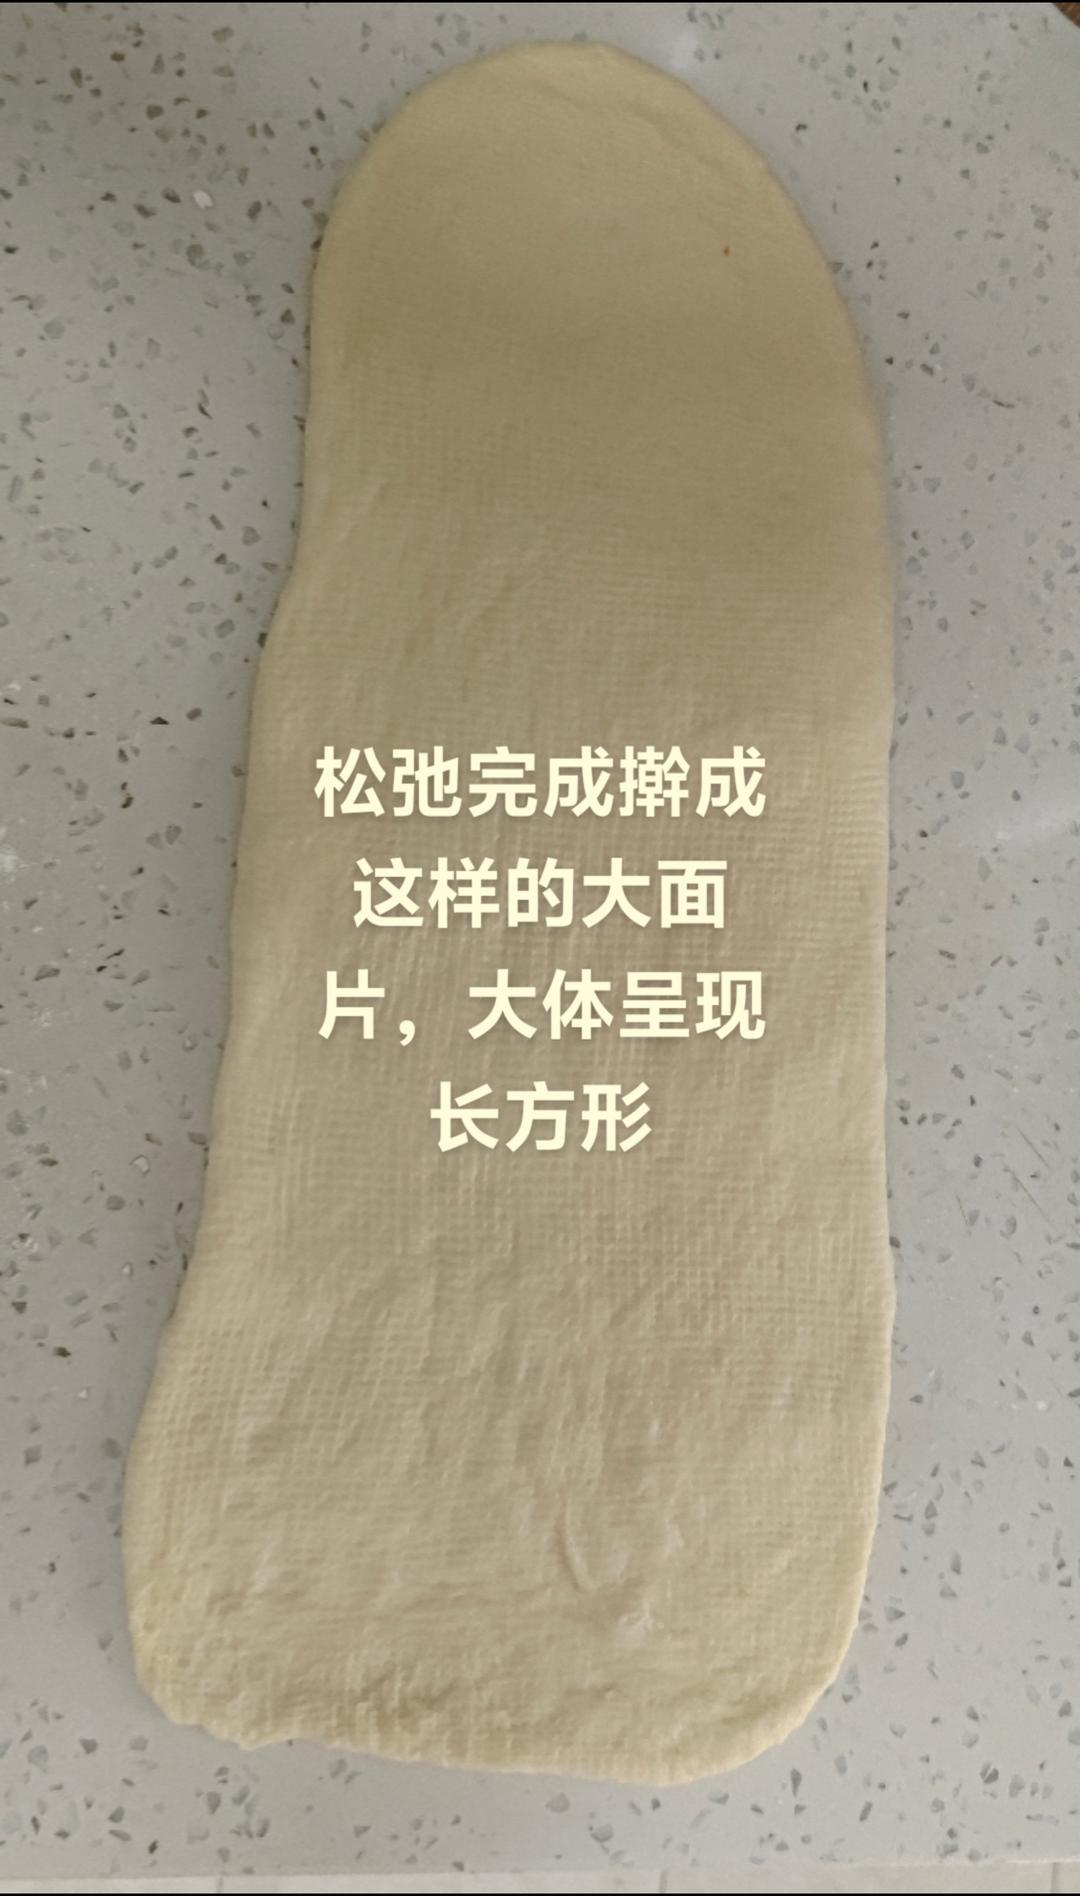 松弛完成擀成
这样的大面
片，大体呈现
长方形